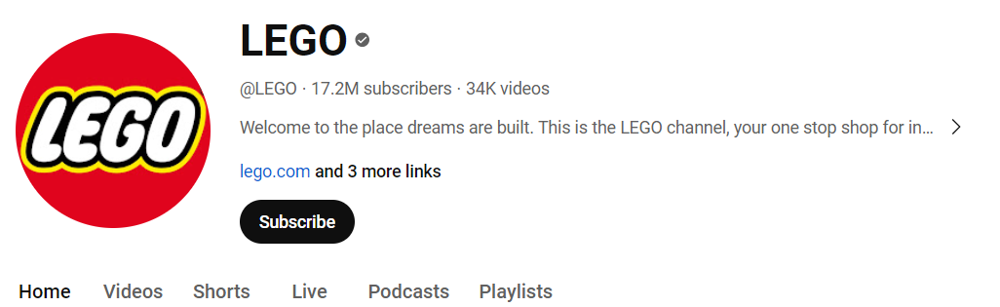 LEGO
LEGO
@LEGO · 17.2M subscribers · 34K videos
Welcome to the place dreams are built. This is the LEGO channel, your one stop shop for in...
lego.com and 3 more links
Subscribe
Home Videos Shorts Live Podcasts Playlists